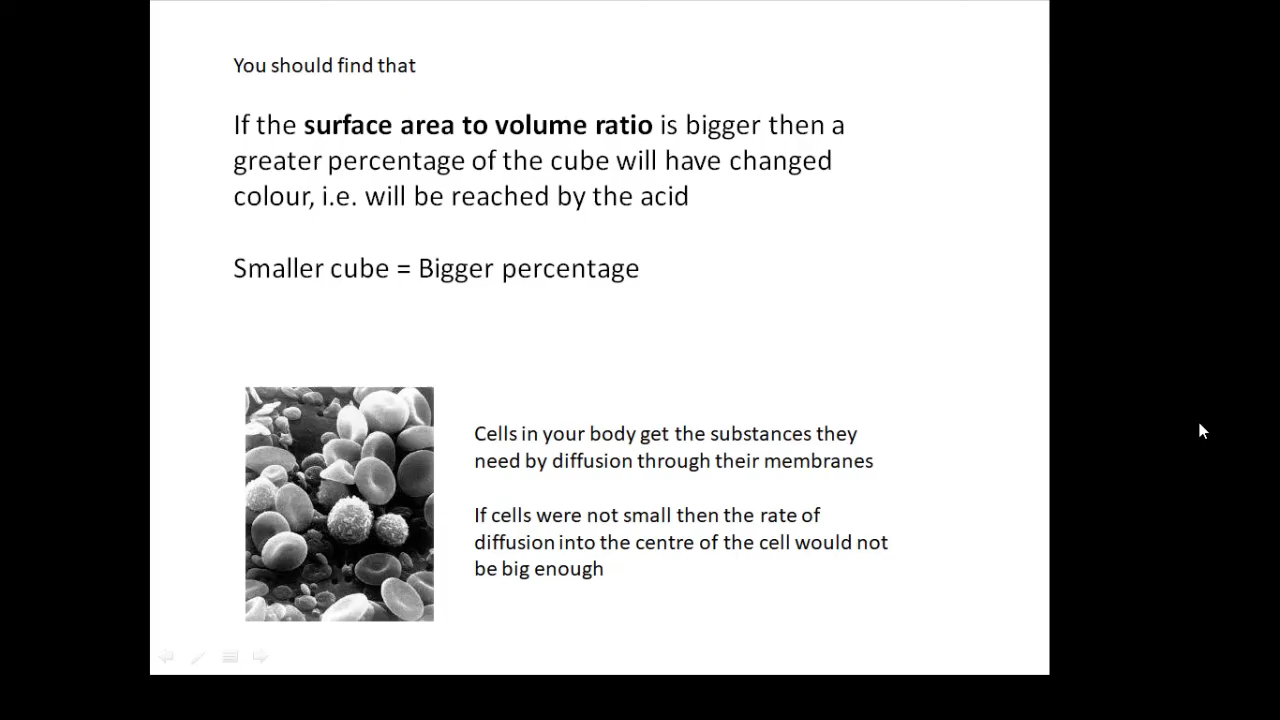 You should find that
If the surface area to volume ratio is bigger then a
greater percentage of the cube will have changed
colour, i.e. will be reached by the acid
Smaller cube = Bigger percentage
Cells in your body get the substances they
need by diffusion through their membranes
If cells were not small then the rate of
diffusion into the centre of the cell would not
be big enough